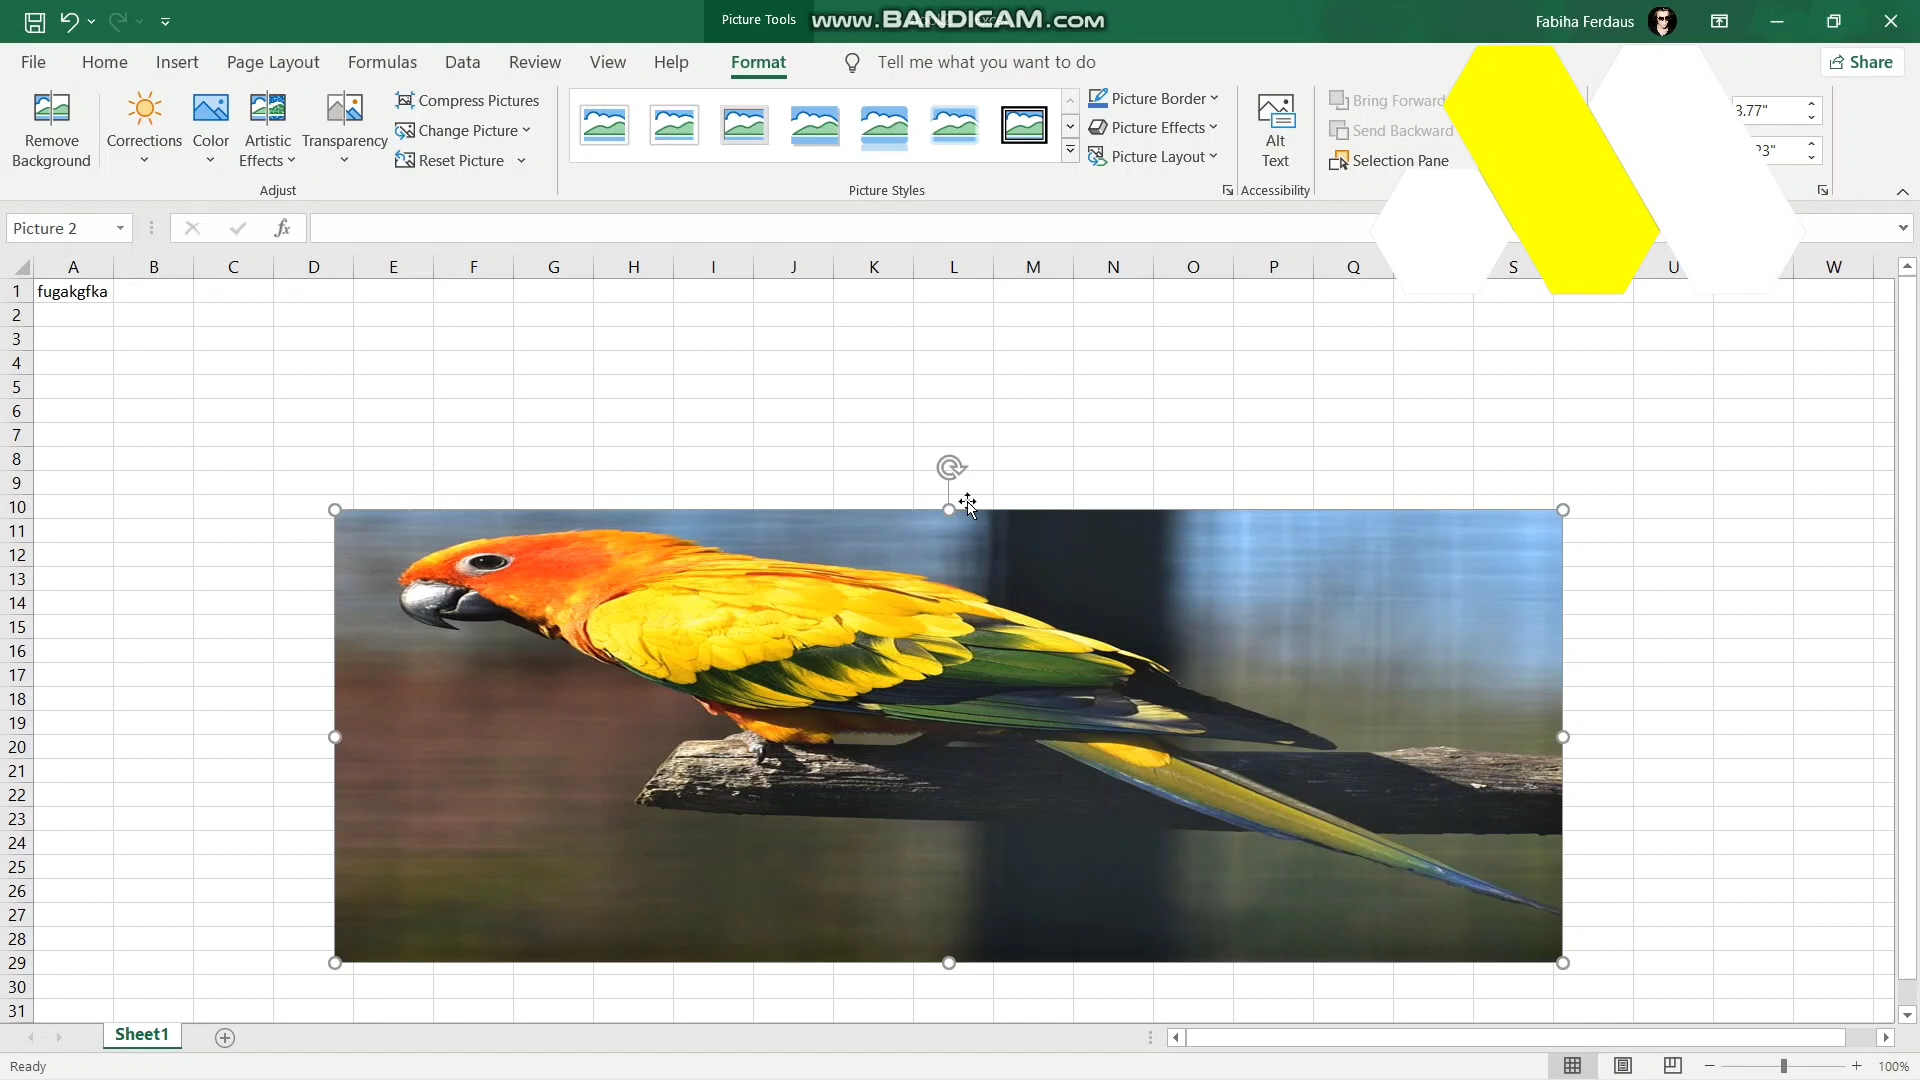 Picture Tools
www.BANDICAM.com
Fabiha Ferdaus
File Home Insert Page Layout Formulas Data Review View Help Format Tell me what you want to do Share
Remove Background
Corrections
Color
Artistic Effects
Transparency
Compress Pictures
Change Picture
Reset Picture
Adjust
Picture Styles
Picture Border
Picture Effects
Picture Layout
Alt Text
Accessibility
Bring Forward
Send Backward
Selection Pane
3.77"
Picture 2
fx
A B C D E F G H I J K L M N O P Q S U W
1 fugakgfka
2
3
4
5
6
7
8
9
10
11
12
13
14
15
16
17
18
19
20
21
22
23
24
25
26
27
28
29
30
31
Sheet1
Ready
100%